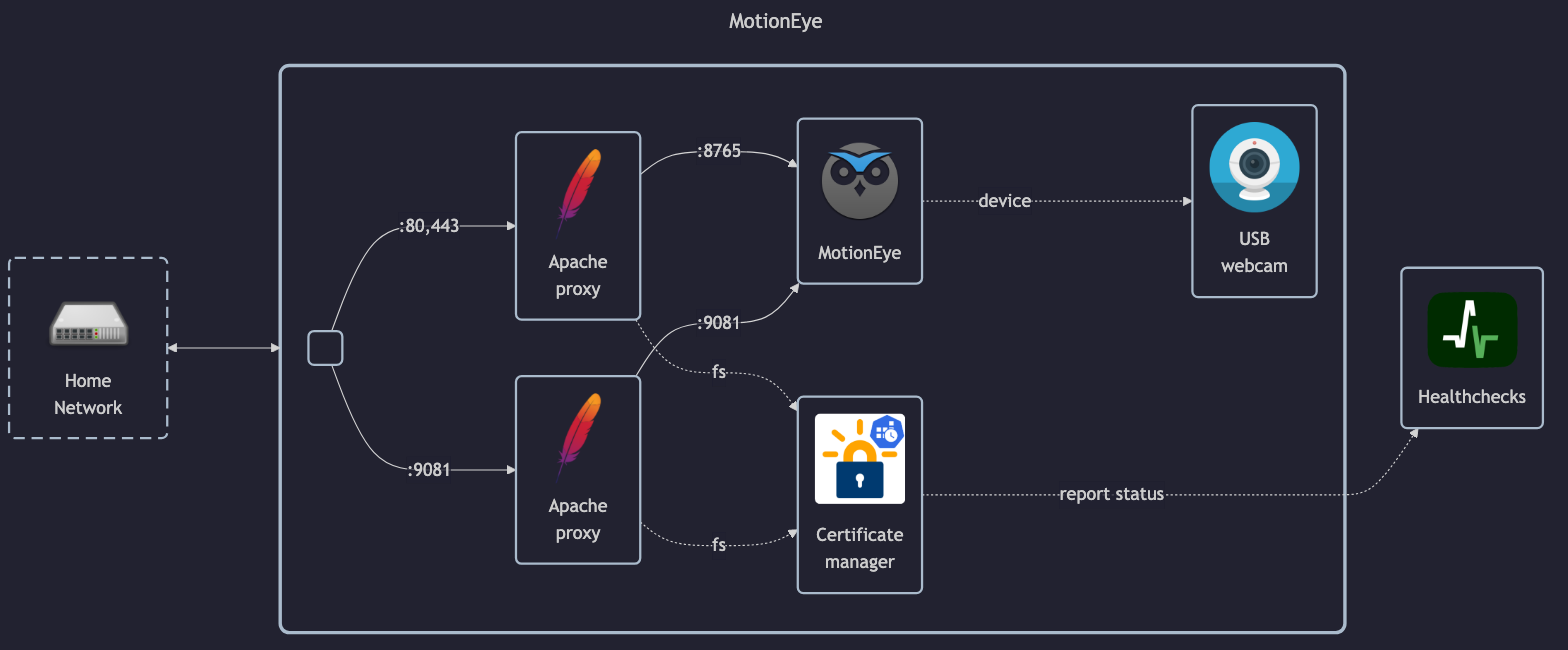 MotionEye
Home
Network
:80,443
:9081
Apache
proxy
Apache
proxy
:8765
:9081
fs
fs
MotionEye
Certificate
manager
device
report status
USB
webcam
Healthchecks